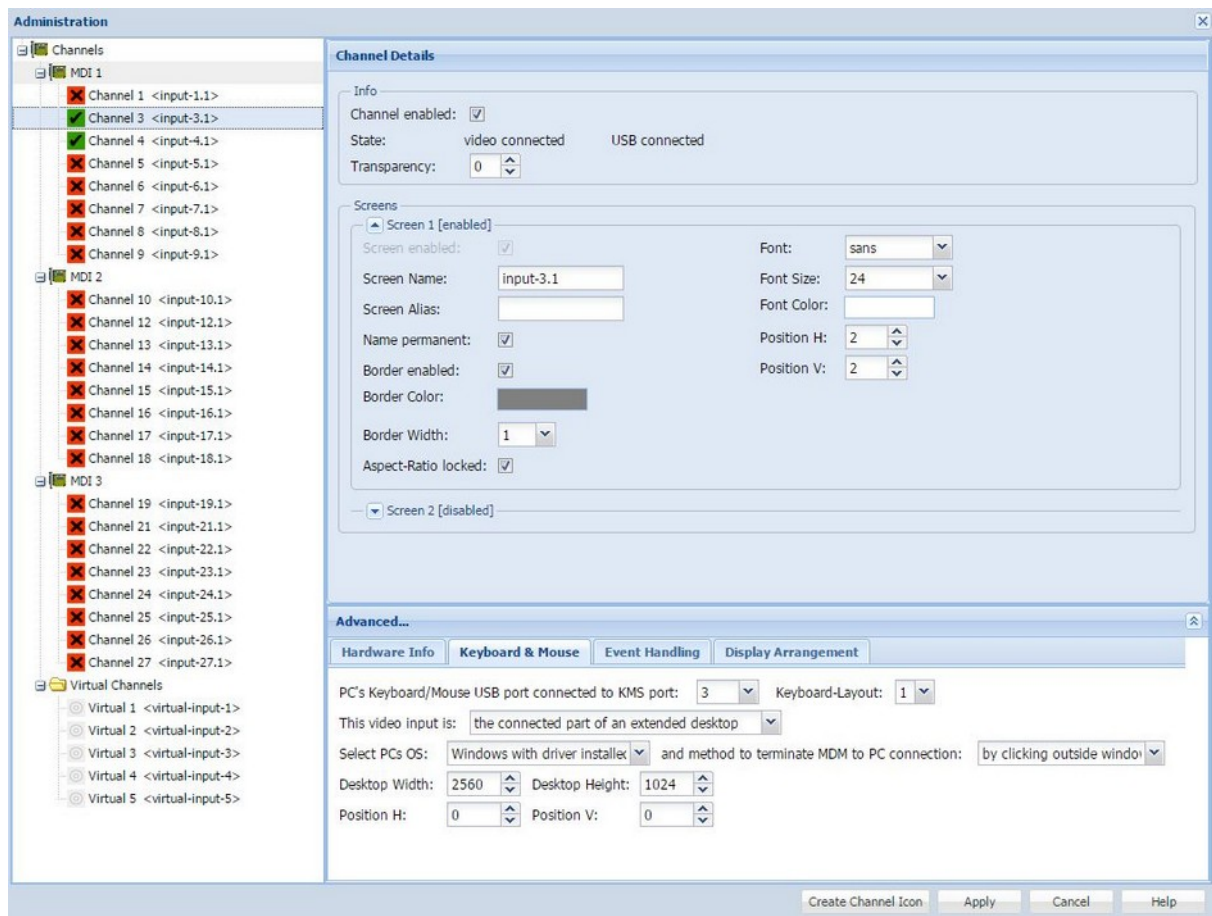 Administration
Channels
MDI 1
Channel 1 <input-1.1>
Channel 3 <input-3.1>
Channel 4 <input-4.1>
Channel 5 <input-5.1>
Channel 6 <input-6.1>
Channel 7 <input-7.1>
Channel 8 <input-8.1>
Channel 9 <input-9.1>
MDI 2
Channel 10 <input-10.1>
Channel 12 <input-12.1>
Channel 13 <input-13.1>
Channel 14 <input-14.1>
Channel 15 <input-15.1>
Channel 16 <input-16.1>
Channel 17 <input-17.1>
Channel 18 <input-18.1>
MDI 3
Channel 19 <input-19.1>
Channel 21 <input-21.1>
Channel 22 <input-22.1>
Channel 23 <input-23.1>
Channel 24 <input-24.1>
Channel 25 <input-25.1>
Channel 26 <input-26.1>
Channel 27 <input-27.1>
Virtual Channels
Virtual 1 <virtual-input-1>
Virtual 2 <virtual-input-2>
Virtual 3 <virtual-input-3>
Virtual 4 <virtual-input-4>
Virtual 5 <virtual-input-5>
Channel Details
Info
Channel enabled:
State: video connected USB connected
Transparency: 0
Screens
Screen 1 [enabled]
Screen enabled:
Screen Name: input-3.1
Screen Alias:
Name permanent:
Border enabled:
Border Color:
Border Width: 1
Aspect-Ratio locked:
Font: sans
Font Size: 24
Font Color:
Position H: 2
Position V: 2
Screen 2 [disabled]
Advanced...
Hardware Info Keyboard & Mouse Event Handling Display Arrangement
PC's Keyboard/Mouse USB port connected to KMS port: 3 Keyboard-Layout: 1
This video input is: the connected part of an extended desktop
Select PCs OS: Windows with driver installed and method to terminate MDM to PC connection: by clicking outside window
Desktop Width: 2560 Desktop Height: 1024
Position H: 0 Position V: 0
Create Channel Icon Apply Cancel Help